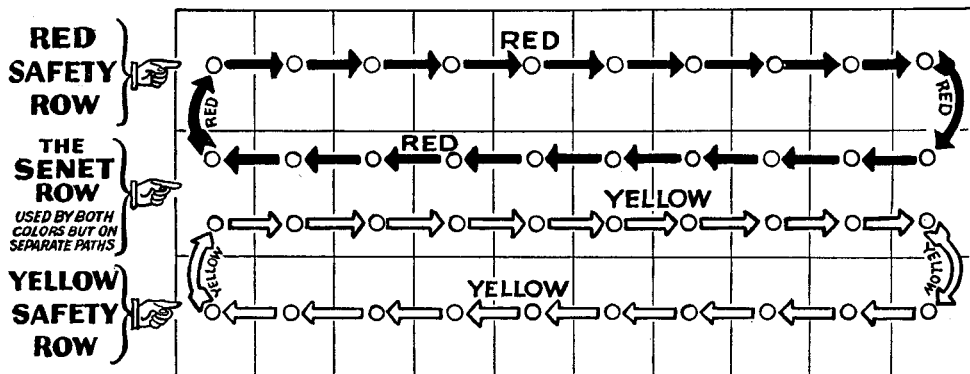 RED
SAFETY
ROW
RED
RED
RED
THE
SENET
ROW
USED BY BOTH
COLORS BUT ON
SEPARATE PATHS
RED
YELLOW
YELLOW
YELLOW
YELLOW
SAFETY
ROW
YELLOW